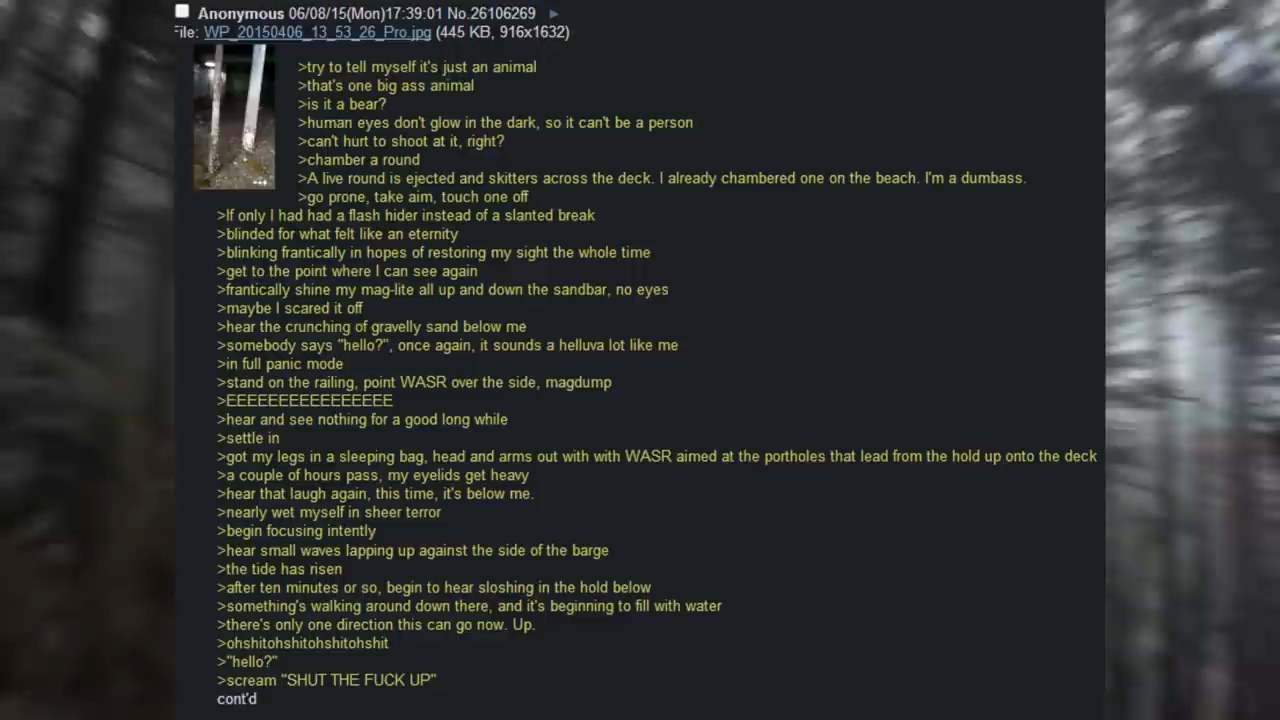 Anonymous 06/08/15(Mon)17:39:01 No.26106269 ►
File: WP_20150406_13_53_26_Pro.jpg (445 KB, 916x1632)
>try to tell myself it's just an animal
>that's one big ass animal
>is it a bear?
>human eyes don't glow in the dark, so it can't be a person
>can't hurt to shoot at it, right?
>chamber a round
>A live round is ejected and skitters across the deck. I already chambered one on the beach. I'm a dumbass.
>go prone, take aim, touch one off
>If only I had had a flash hider instead of a slanted break
>blinded for what felt like an eternity
>blinking frantically in hopes of restoring my sight the whole time
>get to the point where I can see again
>frantically shine my mag-lite all up and down the sandbar, no eyes
>maybe I scared it off
>hear the crunching of gravelly sand below me
>somebody says "hello?", once again, it sounds a helluva lot like me
>in full panic mode
>stand on the railing, point WASR over the side, magdump
>EEEEEEEEEEEEEEEE
>hear and see nothing for a good long while
>settle in
>got my legs in a sleeping bag, head and arms out with with WASR aimed at the portholes that lead from the hold up onto the deck
>a couple of hours pass, my eyelids get heavy
>hear that laugh again, this time, it's below me.
>nearly wet myself in sheer terror
>begin focusing intently
>hear small waves lapping up against the side of the barge
>the tide has risen
>after ten minutes or so, begin to hear sloshing in the hold below
>something's walking around down there, and it's beginning to fill with water
>there's only one direction this can go now. Up.
>ohshitohshitohshitohshit
>"hello?"
>scream "SHUT THE FUCK UP"
cont'd